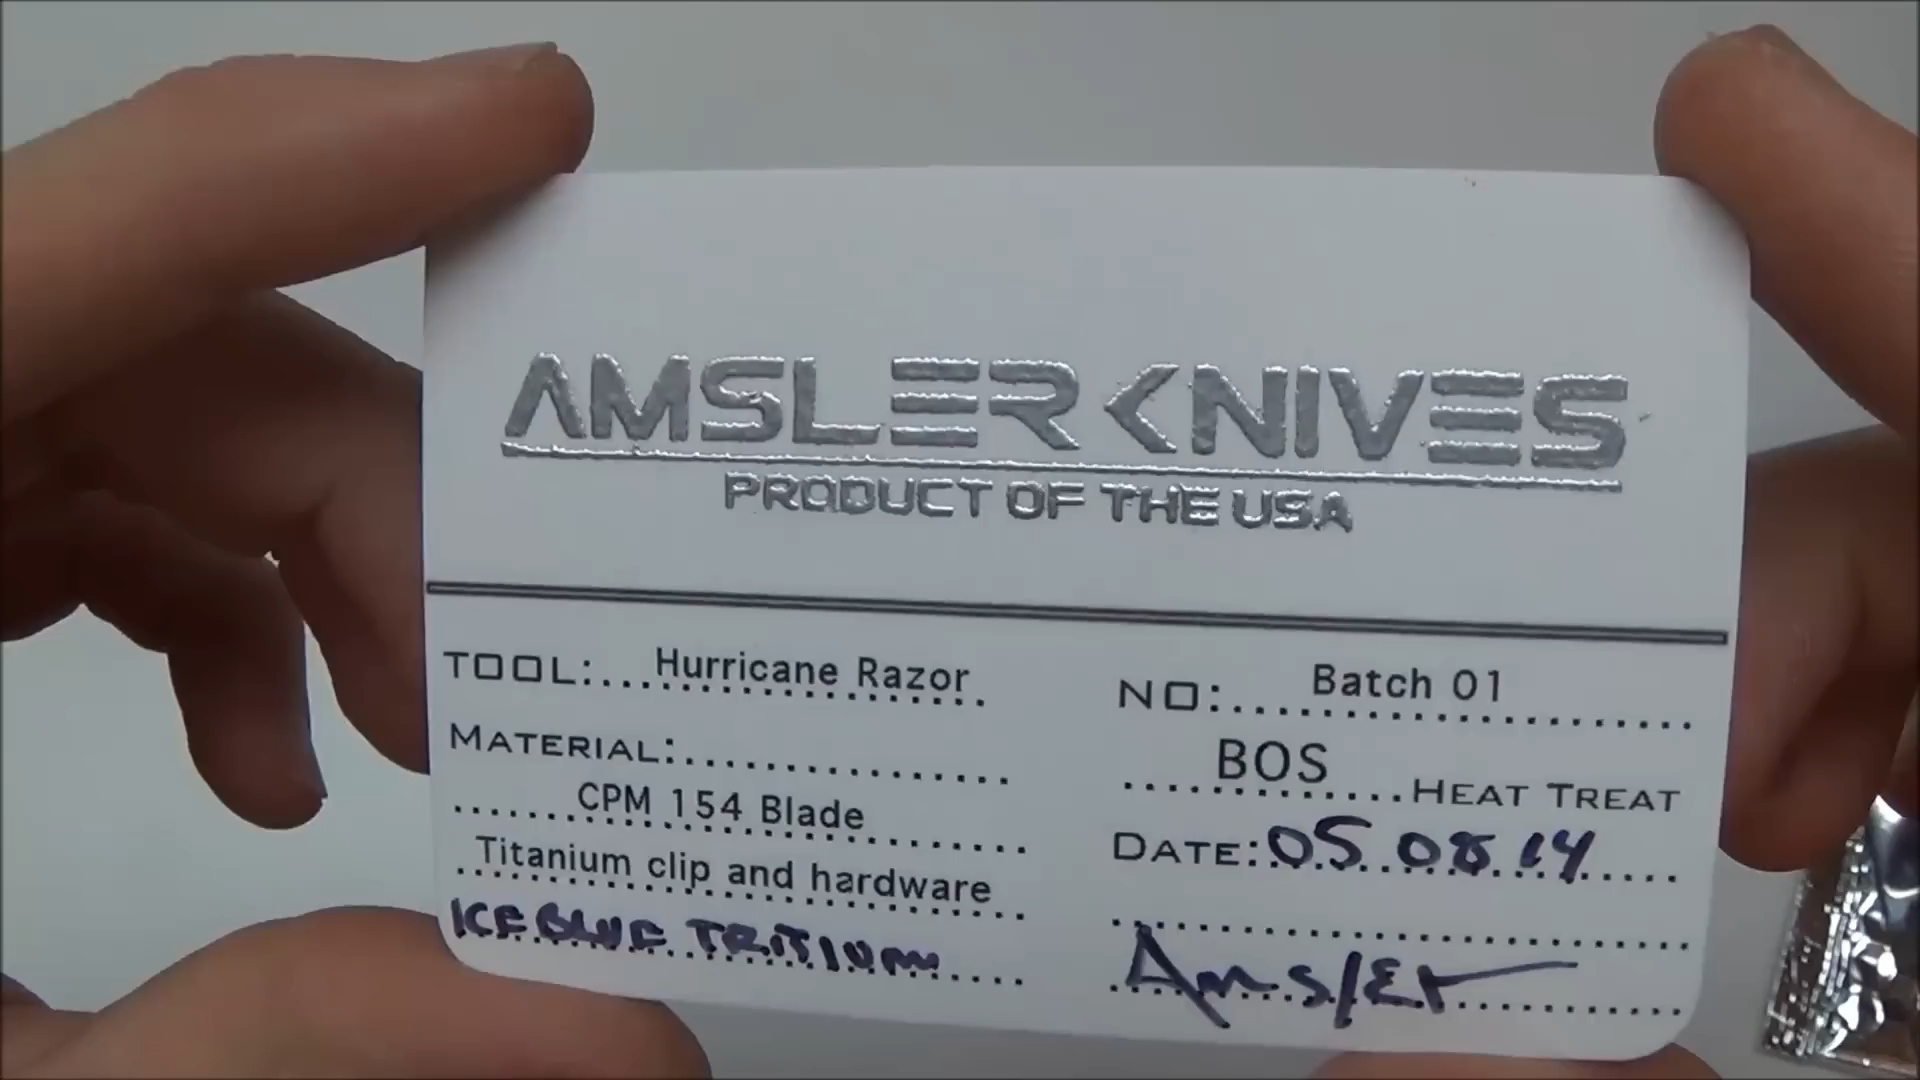 AMSLER KNIVES
PRODUCT OF THE USA
TOOL:...Hurricane Razor
MATERIAL:
CPM 154 Blade
Titanium clip and hardware
ICE BLUE TRITIUM
NO: Batch 01
BOS HEAT TREAT
DATE: 05.08.14
Amsler